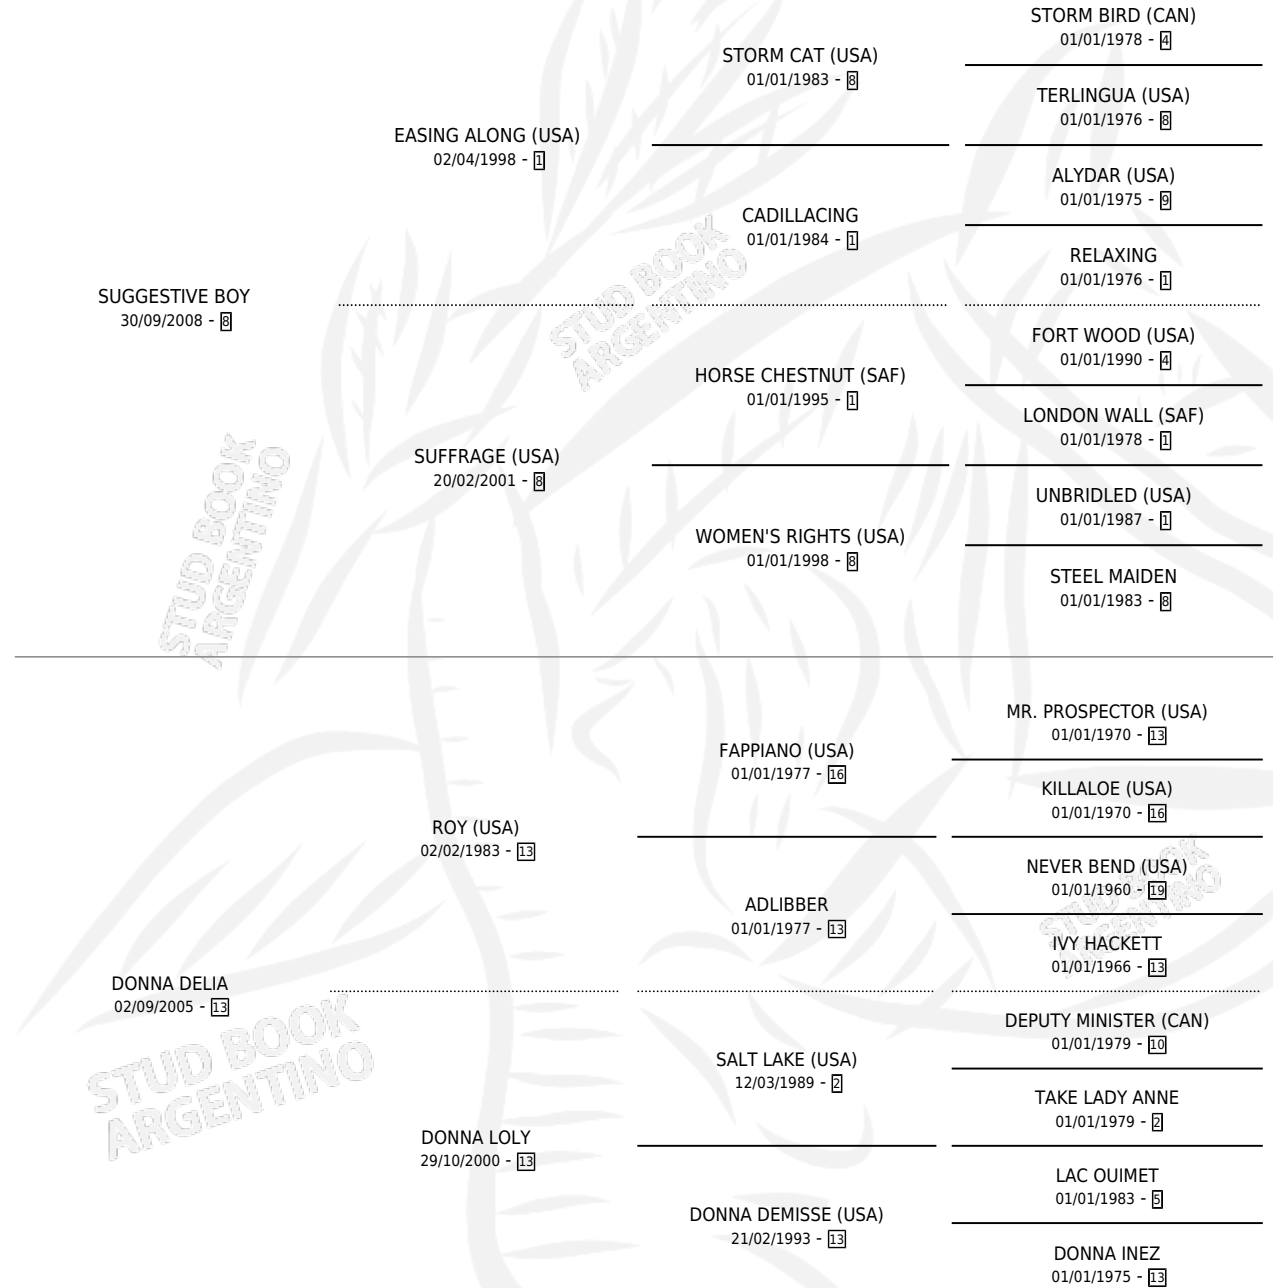 STORM BIRD (CAN)
01/01/1978 - 4
STORM CAT (USA)
01/01/1983 - 8
TERLINGUA (USA)
01/01/1976 - 8
EASING ALONG (USA)
02/04/1998 - 1
ALYDAR (USA)
01/01/1975 - 9
CADILLACING
01/01/1984 - 1
RELAXING
01/01/1976 - 1
SUGGESTIVE BOY
30/09/2008 - 8
FORT WOOD (USA)
01/01/1990 - 4
HORSE CHESTNUT (SAF)
01/01/1995 - 1
LONDON WALL (SAF)
01/01/1978 - 1
SUFFRAGE (USA)
20/02/2001 - 8
UNBRIDLED (USA)
01/01/1987 - 1
WOMEN'S RIGHTS (USA)
01/01/1998 - 8
STEEL MAIDEN
01/01/1983 - 8
STUD BOOK
ARGENTINO
STUD BOOK
ARGENTINO
MR. PROSPECTOR (USA)
01/01/1970 - 13
FAPPIANO (USA)
01/01/1977 - 16
KILLALOE (USA)
01/01/1970 - 16
ROY (USA)
02/02/1983 - 13
NEVER BEND (USA)
01/01/1960 - 19
ADLIBBER
01/01/1977 - 13
IVY HACKETT
01/01/1966 - 13
STUD BOOK
ARGENTINO
DONNA DELIA
02/09/2005 - 13
DEPUTY MINISTER (CAN)
01/01/1979 - 10
SALT LAKE (USA)
12/03/1989 - 2
TAKE LADY ANNE
01/01/1979 - 2
STUD BOOK
ARGENTINO
DONNA LOLY
29/10/2000 - 13
LAC OUIMET
01/01/1983 - 5
DONNA DEMISSE (USA)
21/02/1993 - 13
DONNA INEZ
01/01/1975 - 13